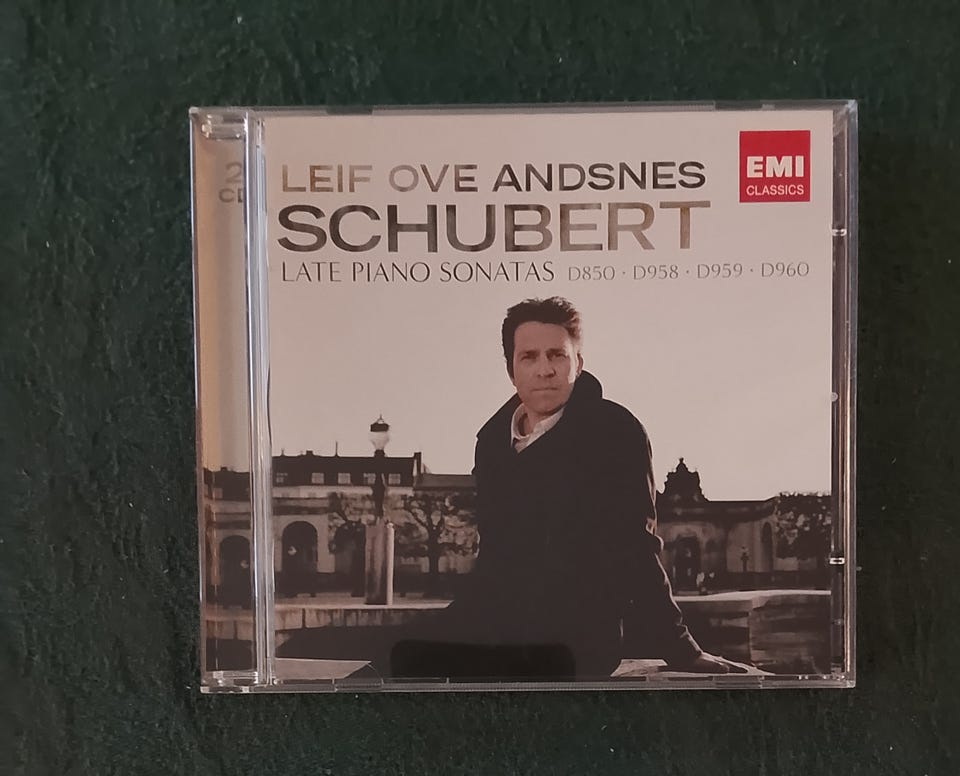 2
CD
LEIF OVE ANDSNES
SCHUBERT
LATE PIANO SONATAS D850 · D958 · D959 · D960
EMI
CLASSICS